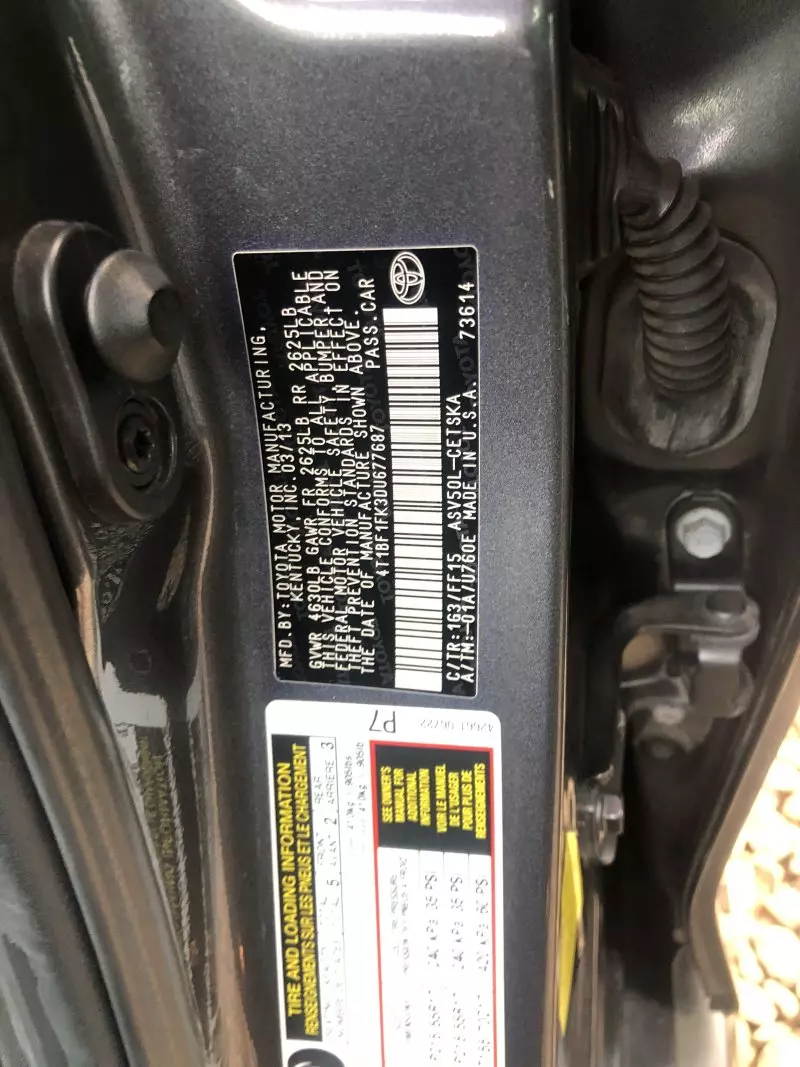 MFD.BY:TOYOTA MOTOR MANUFACTURING,
KENTUCKY, INC. 03/13
GVWR 4630LB GAWR FR 2625LB RR 2625LB
THIS VEHICLE CONFORMS TO ALL APPLICABLE
FEDERAL MOTOR VEHICLE SAFETY, BUMPER AND
THEFT PREVENTION STANDARDS IN EFFECT ON
THE DATE OF MANUFACTURE SHOWN ABOVE.
4T1BF1FK3DU677687 PASS. CAR
C/TR:1G3/FF15 ASV50L-CETSKA
A/TM:-01A/U760E MADE IN U.S.A. 73614
TIRE AND LOADING INFORMATION
RENSEIGNEMENTS SUR LES PNEUS ET LE CHARGEMENT
5
2
ARRIERE 3
P7
SEE OWNER'S
MANUAL FOR
ADDITIONAL
INFORMATION
VOIR LE MANUEL
DE L'USAGER
POUR PLUS DE
RENSEIGNEMENTS
240 KPA, 35 PSI
240 KPA, 35 PSI
420 KPA, 60 PSI